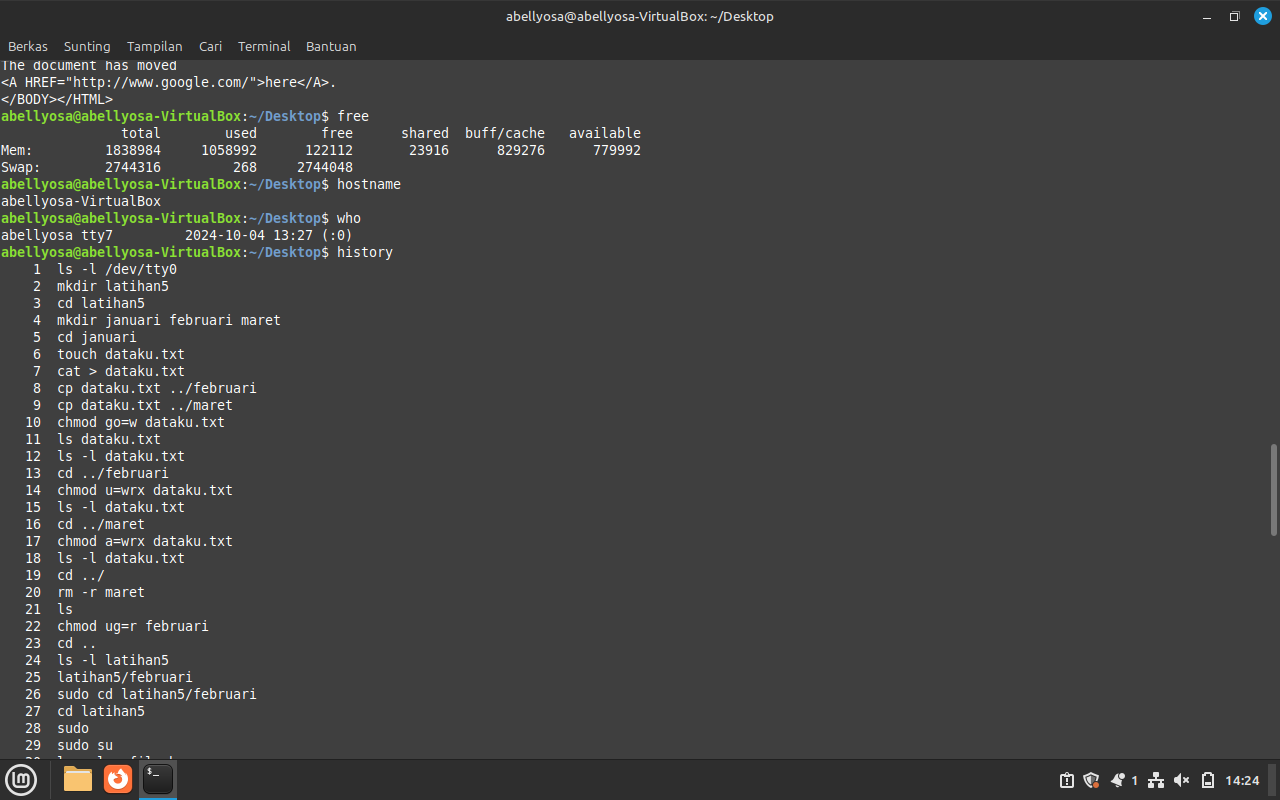 abellyosa@abellyosa-VirtualBox: ~/Desktop
Berkas Sunting Tampilan Cari Terminal Bantuan
The document has moved
<A HREF="http://www.google.com/">here</A>.
</BODY></HTML>
abellyosa@abellyosa-VirtualBox:~/Desktop$ free
total used free shared buff/cache available
Mem: 1838984 1058992 122112 23916 829276 779992
Swap: 2744316 268 2744048
abellyosa@abellyosa-VirtualBox:~/Desktop$ hostname
abellyosa-VirtualBox
abellyosa@abellyosa-VirtualBox:~/Desktop$ who
abellyosa tty7 2024-10-04 13:27 (:0)
abellyosa@abellyosa-VirtualBox:~/Desktop$ history
1 ls -l /dev/tty0
2 mkdir latihan5
3 cd latihan5
4 mkdir januari februari maret
5 cd januari
6 touch dataku.txt
7 cat > dataku.txt
8 cp dataku.txt ../februari
9 cp dataku.txt ../maret
10 chmod go=w dataku.txt
11 ls dataku.txt
12 ls -l dataku.txt
13 cd ../februari
14 chmod u=wrx dataku.txt
15 ls -l dataku.txt
16 cd ../maret
17 chmod a=wrx dataku.txt
18 ls -l dataku.txt
19 cd ../
20 rm -r maret
21 ls
22 chmod ug=r februari
23 cd ..
24 ls -l latihan5
25 latihan5/februari
26 sudo cd latihan5/februari
27 cd latihan5
28 sudo
29 sudo su
1 14:24